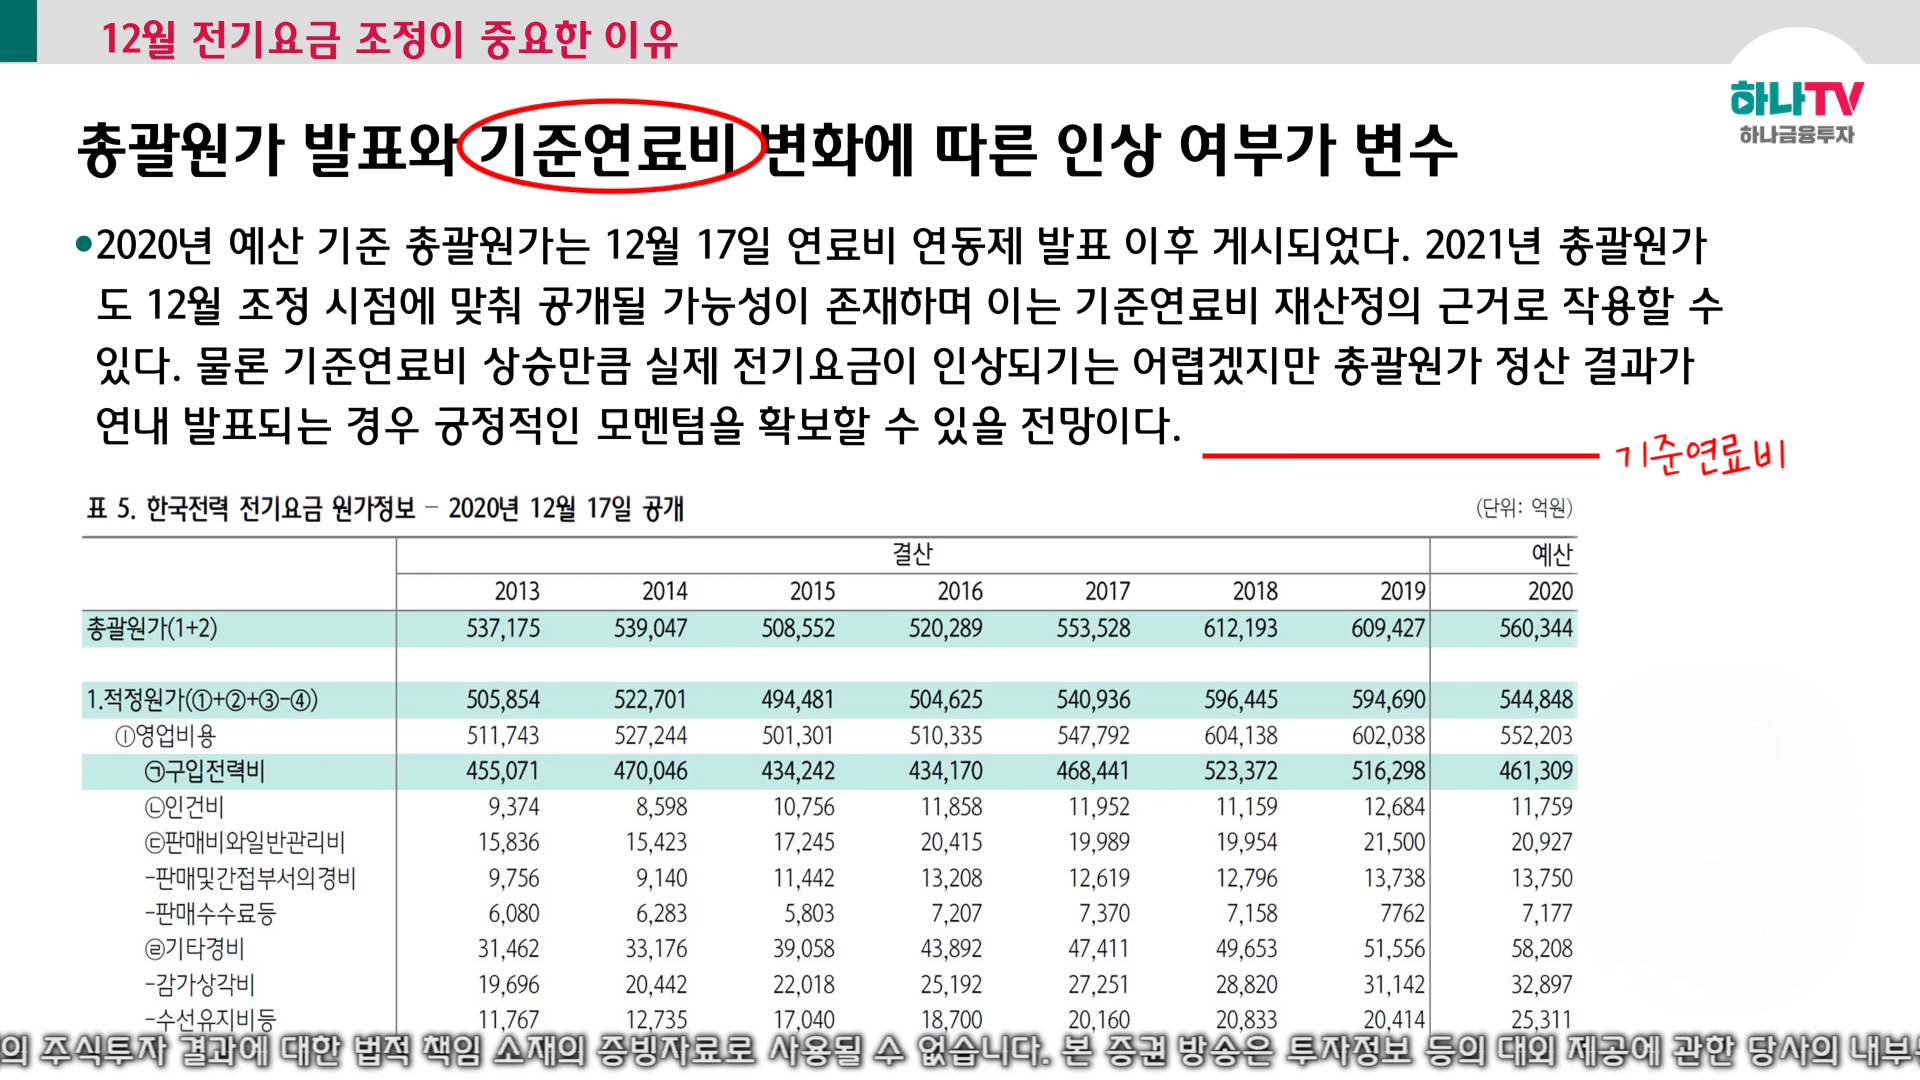 12월 전기요금 조정이 중요한 이유
하나TV
하나금융투자
총괄원가 발표와 기준연료비 변화에 따른 인상 여부가 변수
•2020년 예산 기준 총괄원가는 12월 17일 연료비 연동제 발표 이후 게시되었다. 2021년 총괄원가
도 12월 조정 시점에 맞춰 공개될 가능성이 존재하며 이는 기준연료비 재산정의 근거로 작용할 수
있다. 물론 기준연료비 상승만큼 실제 전기요금이 인상되기는 어렵겠지만 총괄원가 정산 결과가
연내 발표되는 경우 긍정적인 모멘텀을 확보할 수 있을 전망이다.
기준연료비
표 5. 한국전력 전기요금 원가정보 – 2020년 12월 17일 공개 (단위: 억원)
결산 예산
2013 2014 2015 2016 2017 2018 2019 2020
총괄원가(1+2) 537,175 539,047 508,552 520,289 553,528 612,193 609,427 560,344
1.적정원가(①+②+③-④) 505,854 522,701 494,481 504,625 540,936 596,445 594,690 544,848
①영업비용 511,743 527,244 501,301 510,335 547,792 604,138 602,038 552,203
㉠구입전력비 455,071 470,046 434,242 434,170 468,441 523,372 516,298 461,309
㉡인건비 9,374 8,598 10,756 11,858 11,952 11,159 12,684 11,759
㉢판매비와일반관리비 15,836 15,423 17,245 20,415 19,989 19,954 21,500 20,927
-판매및간접부서의경비 9,756 9,140 11,442 13,208 12,619 12,796 13,738 13,750
-판매수수료등 6,080 6,283 5,803 7,207 7,370 7,158 7762 7,177
㉣기타경비 31,462 33,176 39,058 43,892 47,411 49,653 51,556 58,208
-감가상각비 19,696 20,442 22,018 25,192 27,251 28,820 31,142 32,897
-수선유지비등 11,767 12,735 17,040 18,700 20,160 20,833 20,414 25,311
의 주식투자 결과에 대한 법적 책임 소재의 증빙자료로 사용될 수 없습니다. 본 증권 방송은 투자정보 등의 대외 제공에 관한 당사의 내부